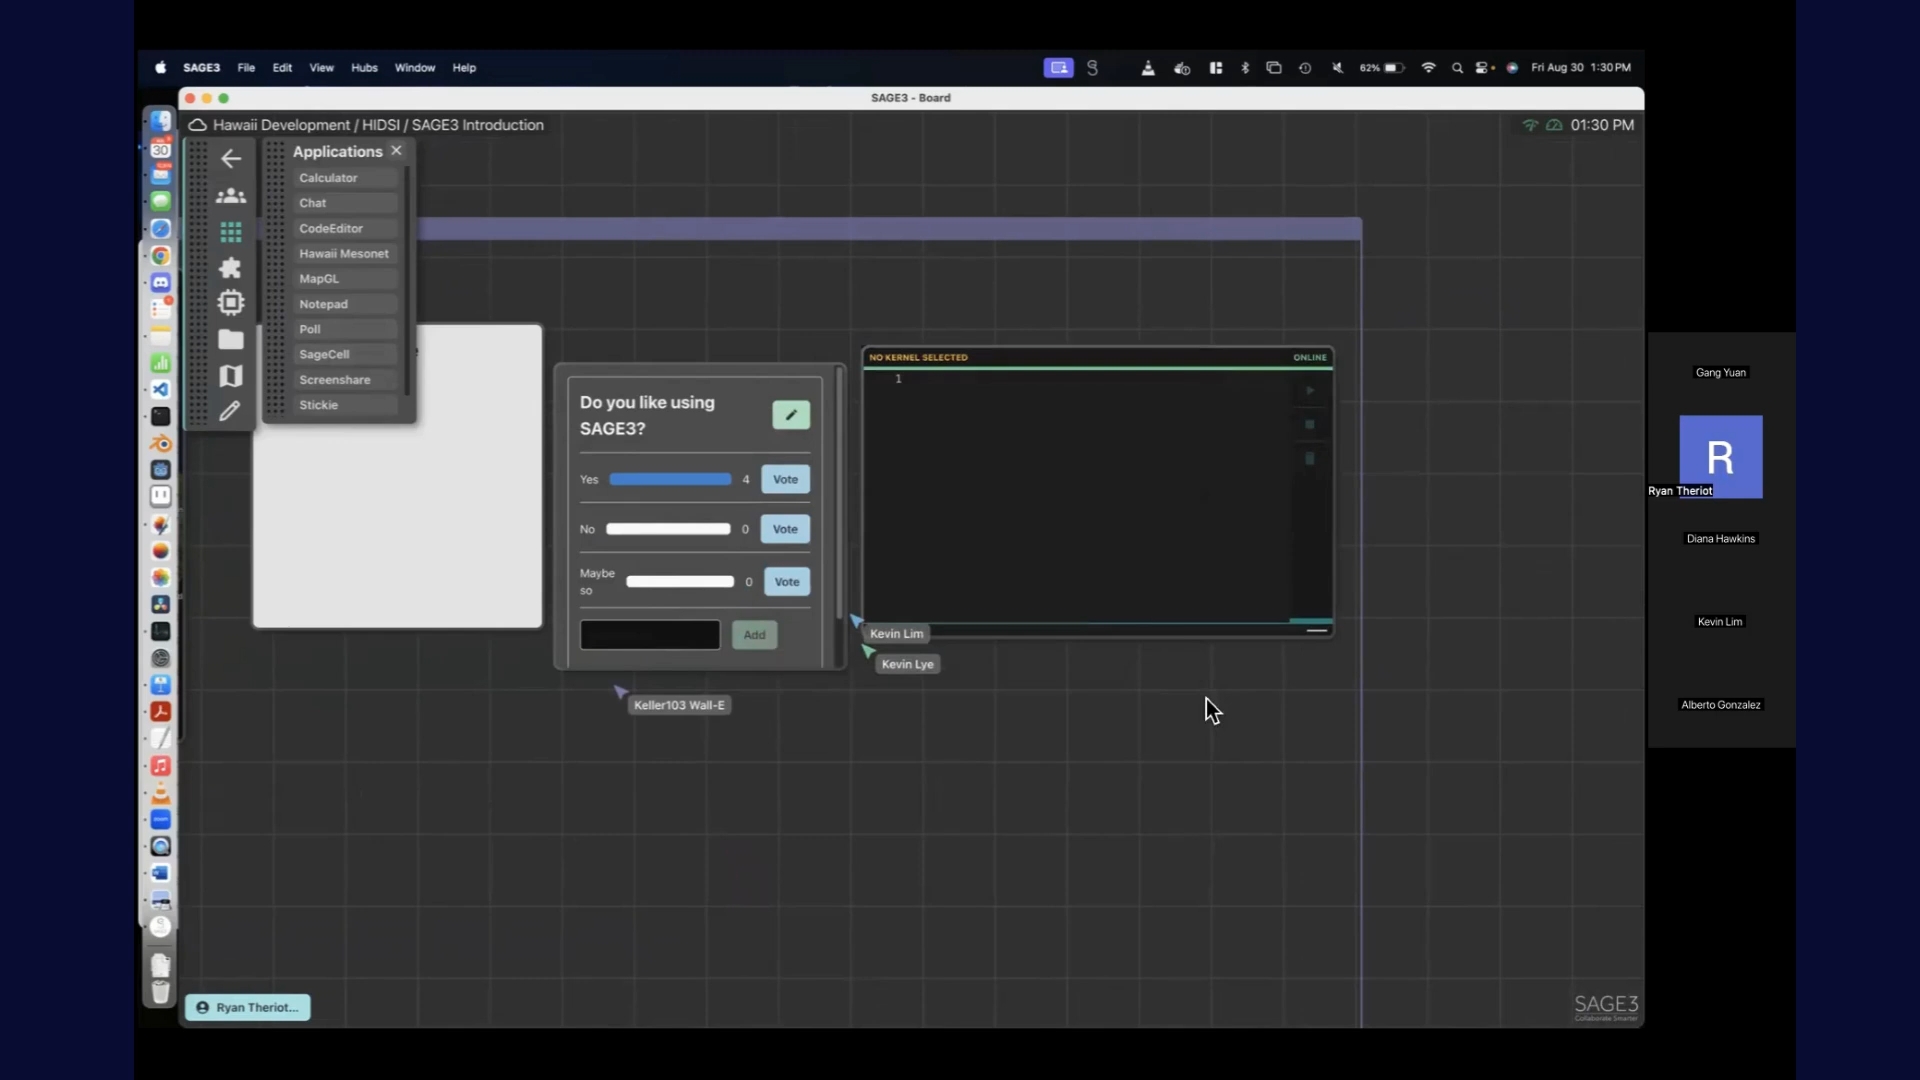 SAGE3 File Edit View Hubs Window Help
62% Fri Aug 30 1:30 PM
SAGE3 - Board
Hawaii Development / HIDSI / SAGE3 Introduction
01:30 PM
Applications
Calculator
Chat
CodeEditor
Hawaii Mesonet
MapGL
Notepad
Poll
SageCell
Screenshare
Stickie
Do you like using
SAGE3?
Yes 4 Vote
No 0 Vote
Maybe
so 0 Vote
Add
NO KERNEL SELECTED ONLINE
1
Kevin Lim
Kevin Lye
Keller103 Wall-E
Ryan Theriot...
SAGE3
Collaborate Smarter
Gang Yuan
R
Ryan Theriot
Diana Hawkins
Kevin Lim
Alberto Gonzalez
30